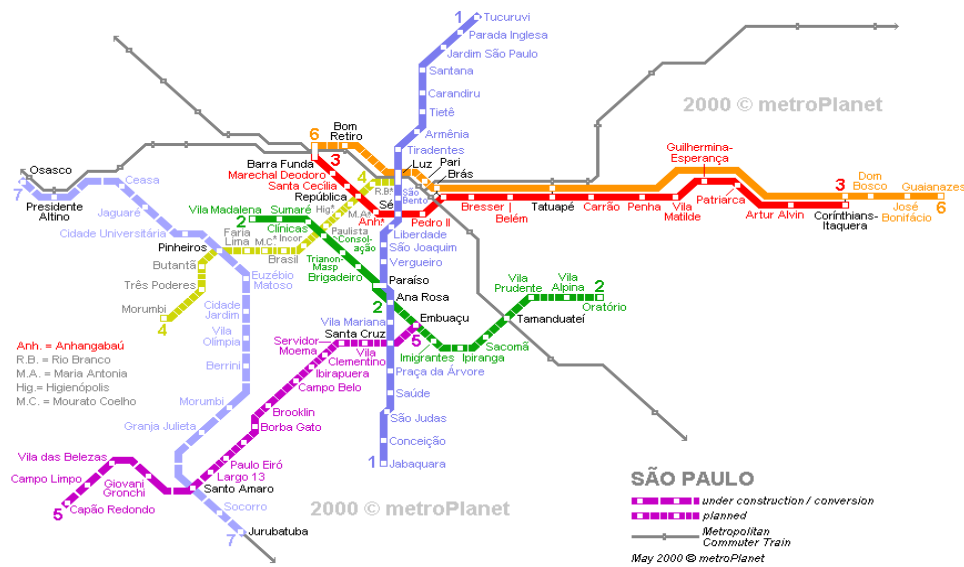 1
Tucuruvi
Parada Inglesa
Jardim São Paulo
Santana
Carandiru
Tietê
Armênia
Tiradentes
2000 © metroPlanet
6
Bom
Retiro
Barra Funda
3
Marechal Deodoro
Santa Cecília
República
4
R.B*
M.A*
Hig*
Anh*
Sé
Luz
São
Bento
Pari
Brás
Pedro II
Bresser
Belém
Tatuapé
Carrão
Penha
Vila
Matilde
Guilhermina-
Esperança
Patriarca
Artur Alvin
3
Corínthians-
Itaquera
Dom
Bosco
José
Bonifácio
Guaianazes
6
Osasco
7
Presidente
Altino
Ceasa
Jaguaré
Cidade Universitária
Pinheiros
Vila Madalena
2
Sumaré
Clínicas
Faria
Lima
M.C*
Incor
Brasil
Paulista
Consol-
ação
Trianon-
Masp
Brigadeiro
Liberdade
São Joaquim
Vergueiro
Paraíso
2
Ana Rosa
Butantã
Três Poderes
Morumbi
4
Euzébio
Matoso
Cidade
Jardim
Vila
Olímpia
Berrini
Morumbi
Granja Julieta
Vila Mariana
Santa Cruz
Embuaçu
5
Imigrantes
Ipiranga
Sacomã
Tamanduateí
Vila
Prudente
Vila
Alpina
2
Oratório
Servidor
Moema
Vila
Clementino
Ibirapuera
Campo Belo
Brooklin
Borba Gato
Paulo Eiró
Largo 13
Santo Amaro
Praça da Árvore
Saúde
São Judas
Conceição
1
Jabaquara
Anh. = Anhangabaú
R.B. = Rio Branco
M.A. = Maria Antonia
Hig.= Higienópolis
M.C. = Mourato Coelho
Vila das Belezas
Campo Limpo
Giovani
Gronchi
5
Capão Redondo
Socorro
7
Jurubatuba
2000 © metroPlanet
SÃO PAULO
under construction / conversion
planned
Metropolitan
Commuter Train
May 2000 © metroPlanet